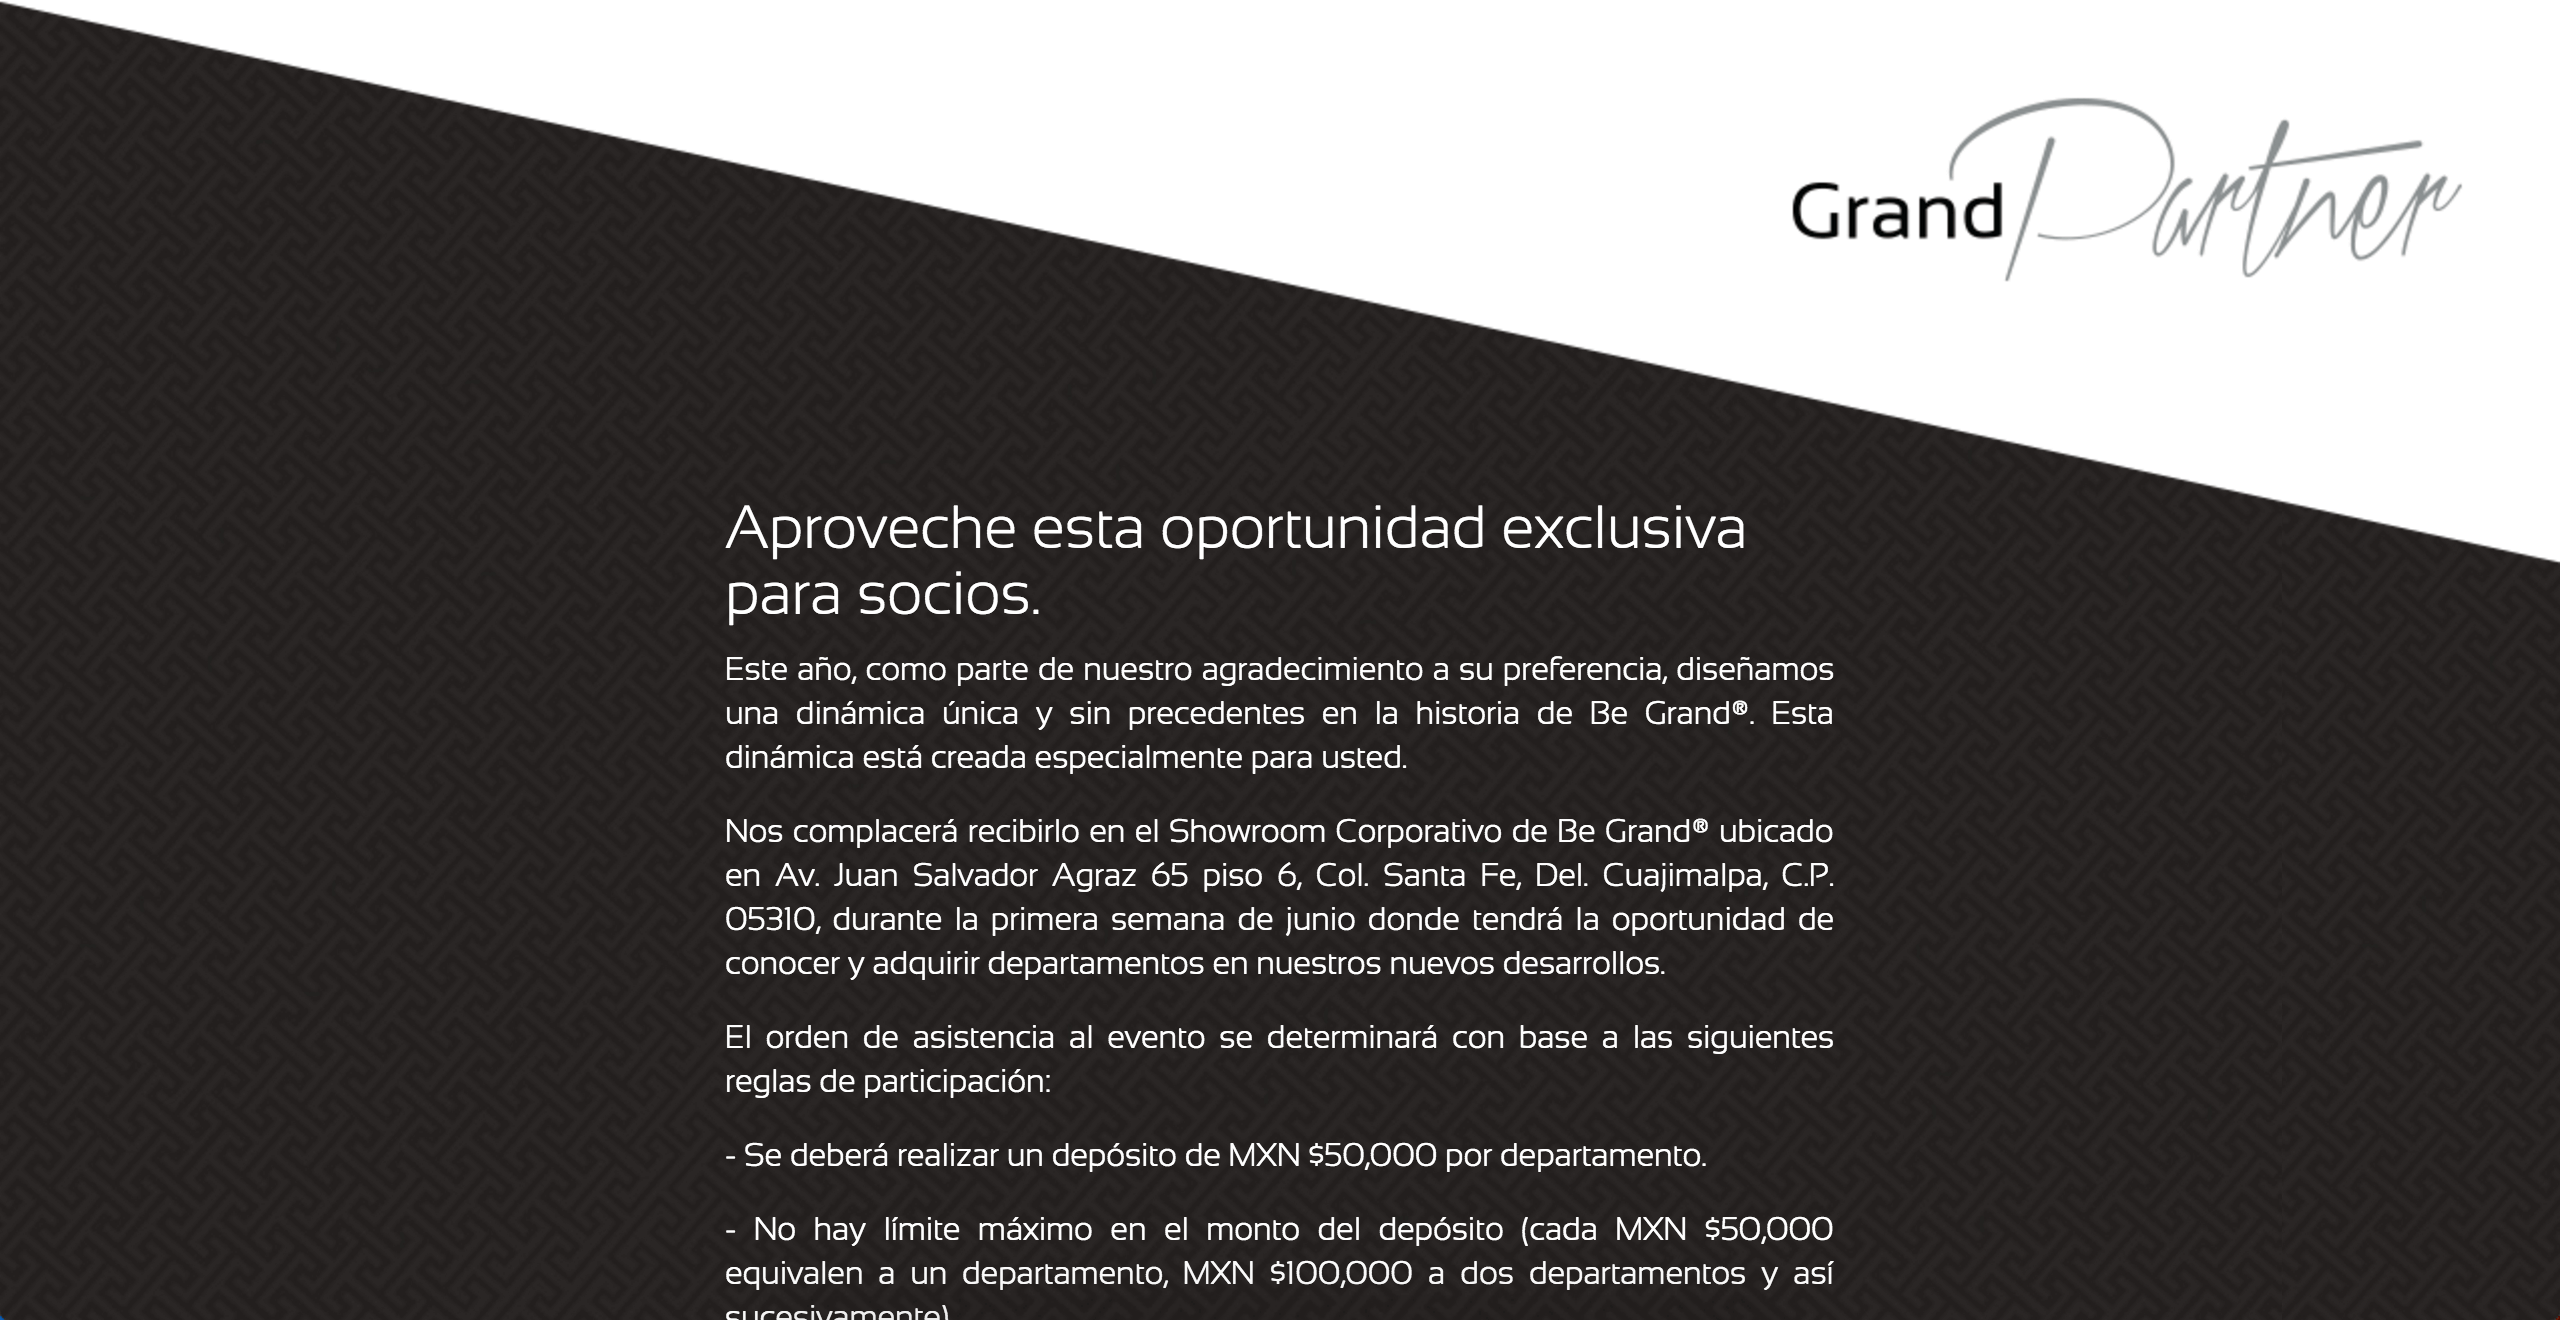 Grand Partner
Aproveche esta oportunidad exclusiva
para socios.
Este año, como parte de nuestro agradecimiento a su preferencia, diseñamos
una dinámica única y sin precedentes en la historia de Be Grand®. Esta
dinámica está creada especialmente para usted.
Nos complacerá recibirlo en el Showroom Corporativo de Be Grand® ubicado
en Av. Juan Salvador Agraz 65 piso 6, Col. Santa Fe, Del. Cuajimalpa, C.P.
05310, durante la primera semana de junio donde tendrá la oportunidad de
conocer y adquirir departamentos en nuestros nuevos desarrollos.
El orden de asistencia al evento se determinará con base a las siguientes
reglas de participación:
- Se deberá realizar un depósito de MXN $50,000 por departamento.
- No hay límite máximo en el monto del depósito (cada MXN $50,000
equivalen a un departamento, MXN $100,000 a dos departamentos y así
sucesivamente)